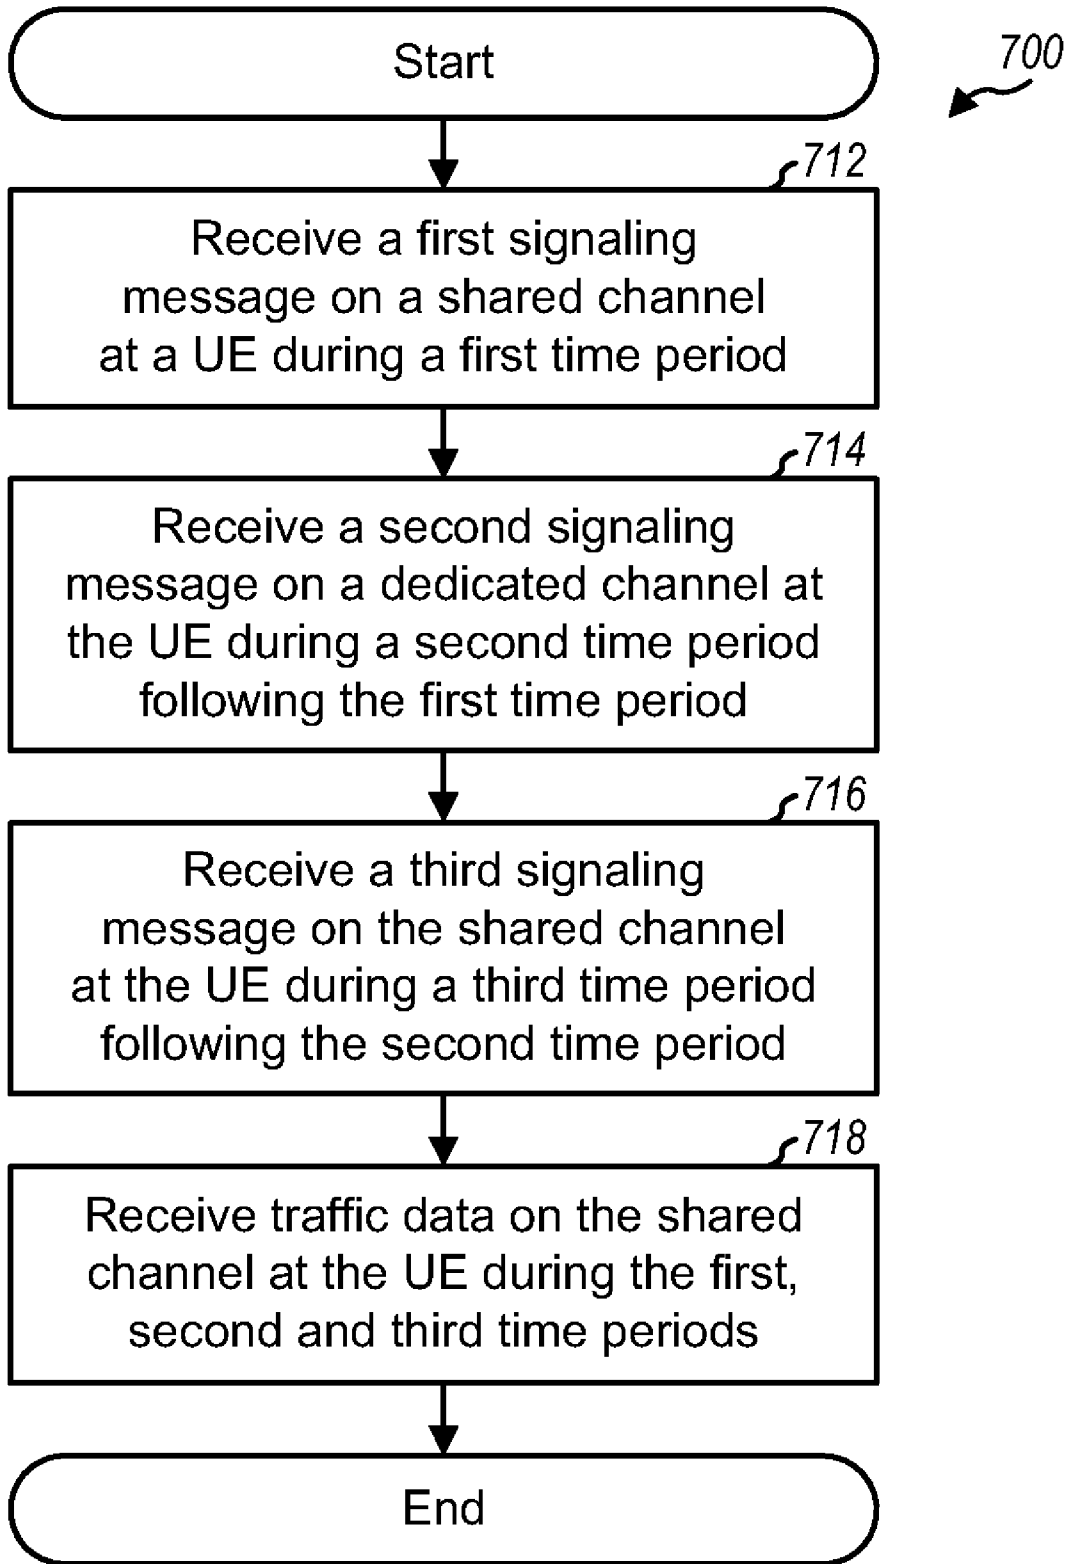 Start
700
712
Receive a first signaling
message on a shared channel
at a UE during a first time period
714
Receive a second signaling
message on a dedicated channel at
the UE during a second time period
following the first time period
716
Receive a third signaling
message on the shared channel
at the UE during a third time period
following the second time period
718
Receive traffic data on the shared
channel at the UE during the first,
second and third time periods
End